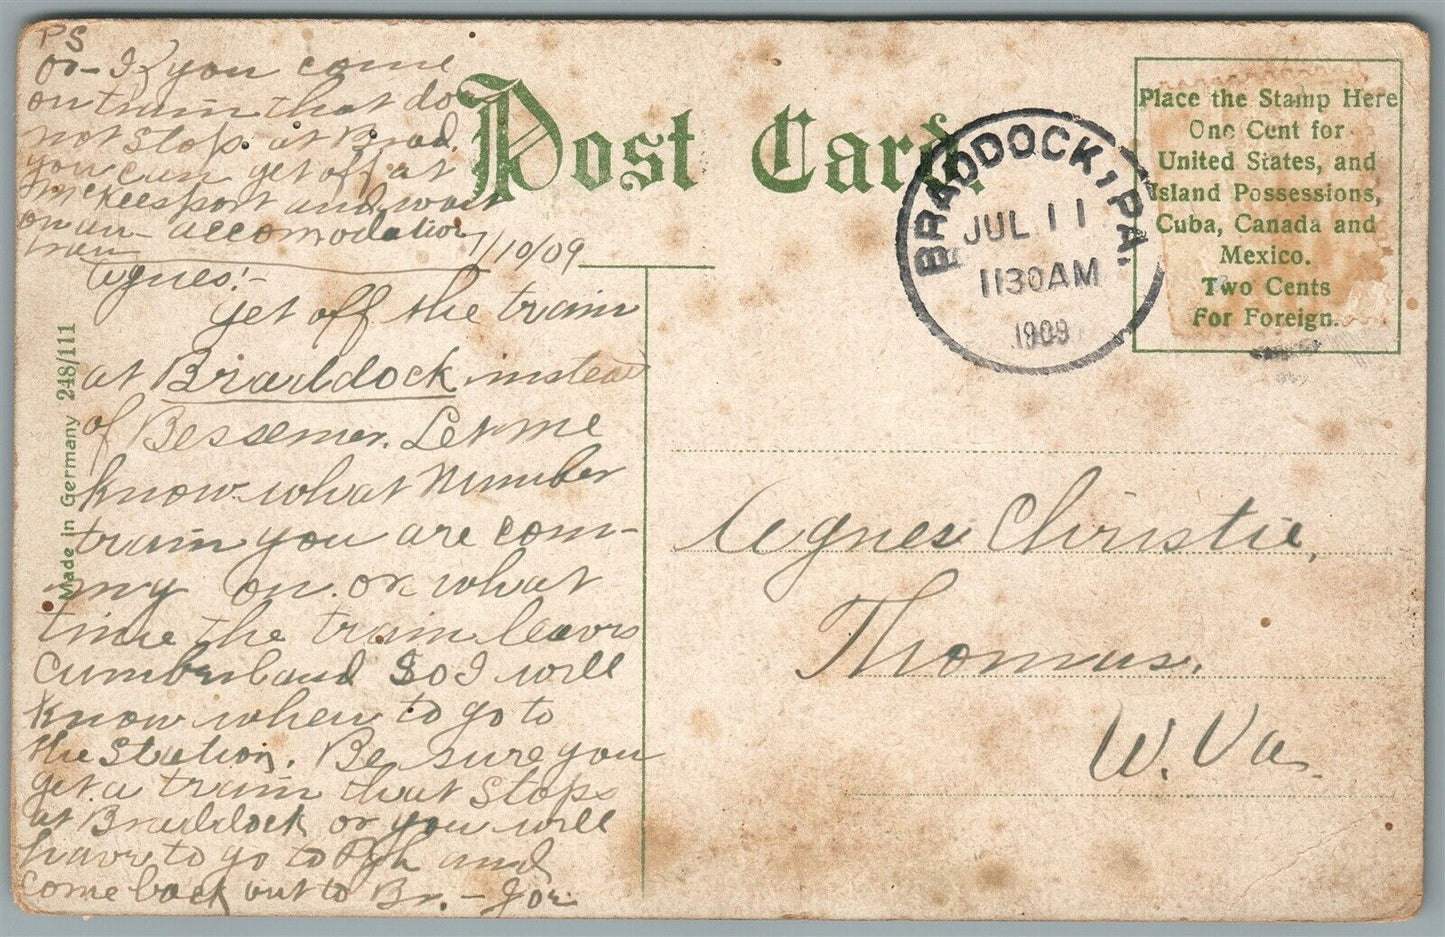 PS
or - If you come
on train that does
not stop at Brad.
you can get off at
McKeesport and wait
on an accomodation
train
7/10/09
Agnes:-
Get off the train
at Braddock instead
of Bessemer. Let me
know what number
train you are com-
ing on or what
time the train leavs
Cumberland so I will
know when to go to
the station. Be sure you
get a train that stops
at Braddock or you will
have to go to Pgh and
come back out to Br. - Joe
Made in Germany 248/111
Post Card.
BRADDOCK, PA.
JUL 11
1130AM
1909
Place the Stamp Here
One Cent for
United States, and
Island Possessions,
Cuba, Canada and
Mexico.
Two Cents
For Foreign.
Agnes Christie,
Thomas,
W. Va.